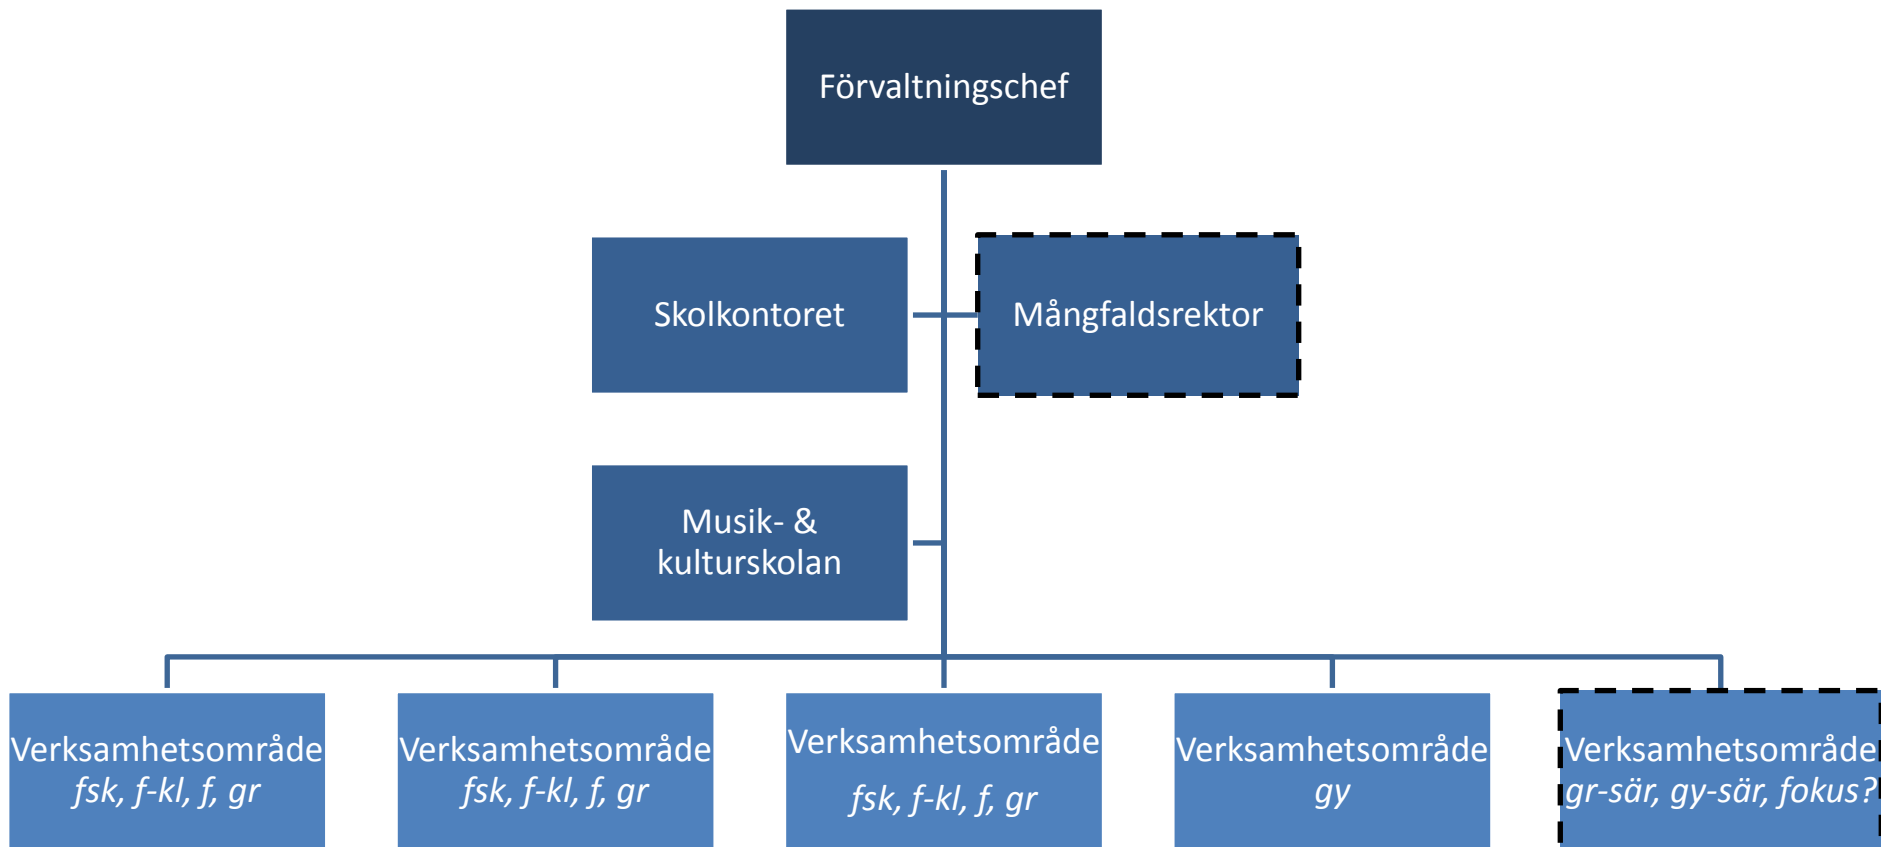 Förvaltningschef
Skolkontoret
Mångfaldsrektor
Musik- &
kulturskolan
Verksamhetsområde
fsk, f-kl, f, gr
Verksamhetsområde
fsk, f-kl, f, gr
Verksamhetsområde
fsk, f-kl, f, gr
Verksamhetsområde
gy
Verksamhetsområde
gr-sär, gy-sär, fokus?